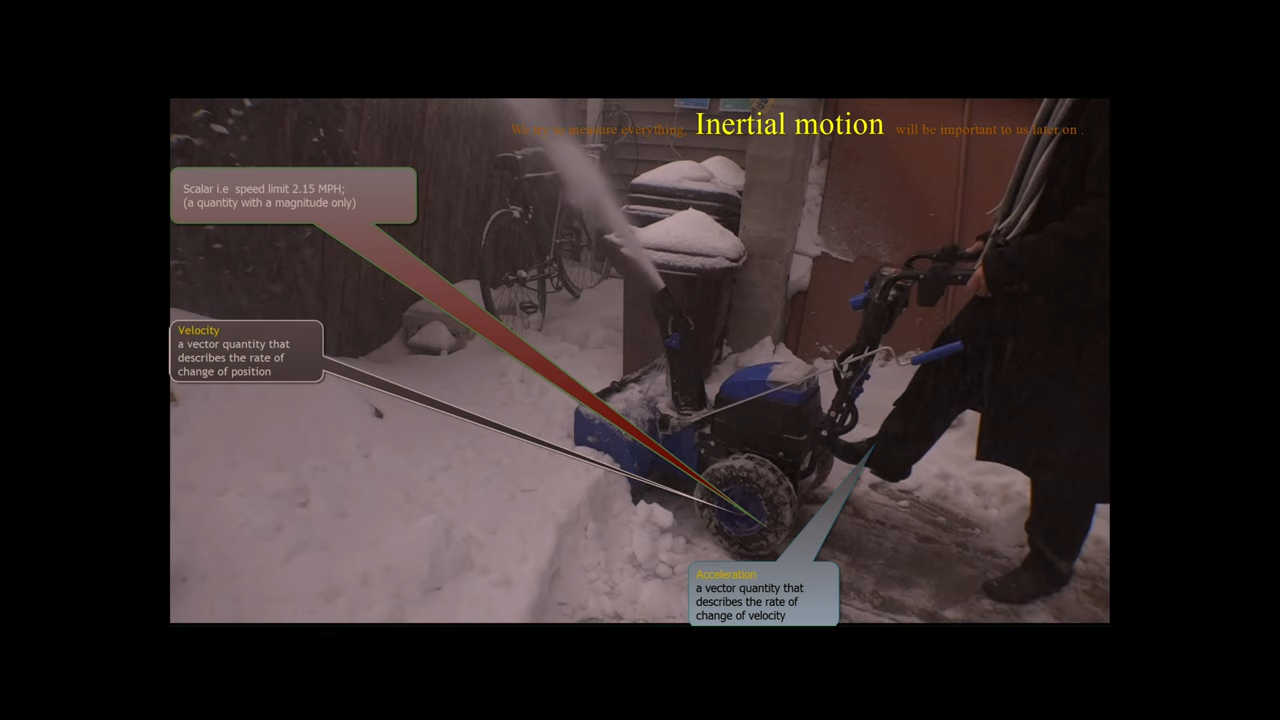 We try to measure everything, Inertial motion will be important to us later on .
Scalar i.e speed limit 2.15 MPH;
(a quantity with a magnitude only)
Velocity
a vector quantity that
describes the rate of
change of position
Acceleration
a vector quantity that
describes the rate of
change of velocity